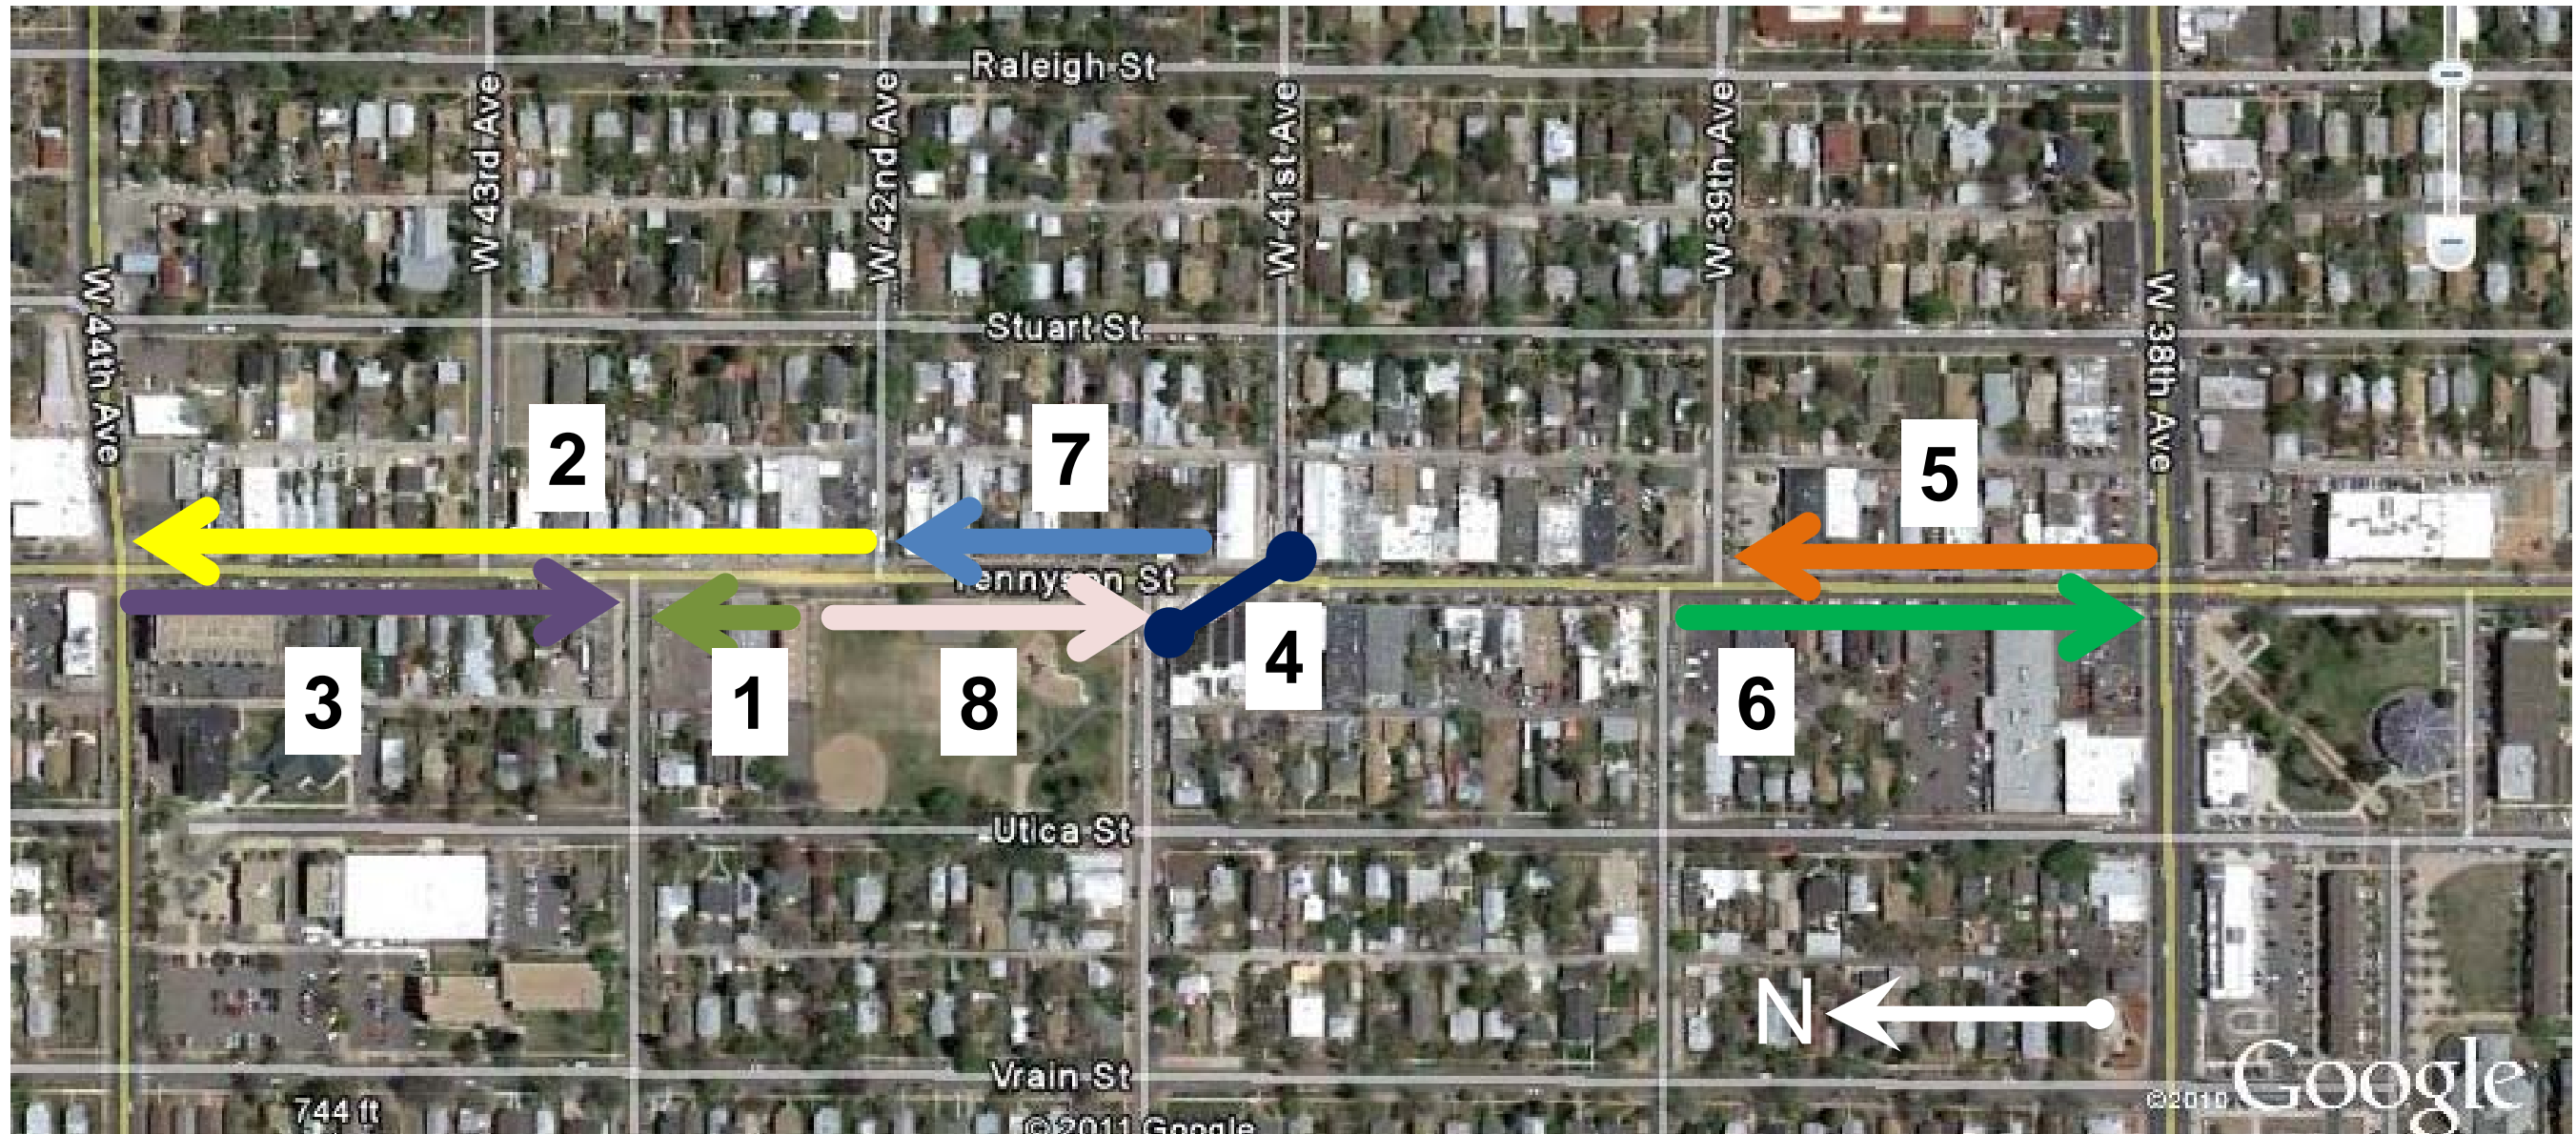 Raleigh St
W 43rd Ave
W 42nd Ave
W 41st Ave
W 39th Ave
W 44th Ave
Stuart St
W 38th Ave
2
7
5
Tennyson St
3
1
8
4
6
Utica St
N
Vrain St
744 ft
©2011 Google
©2010 Google